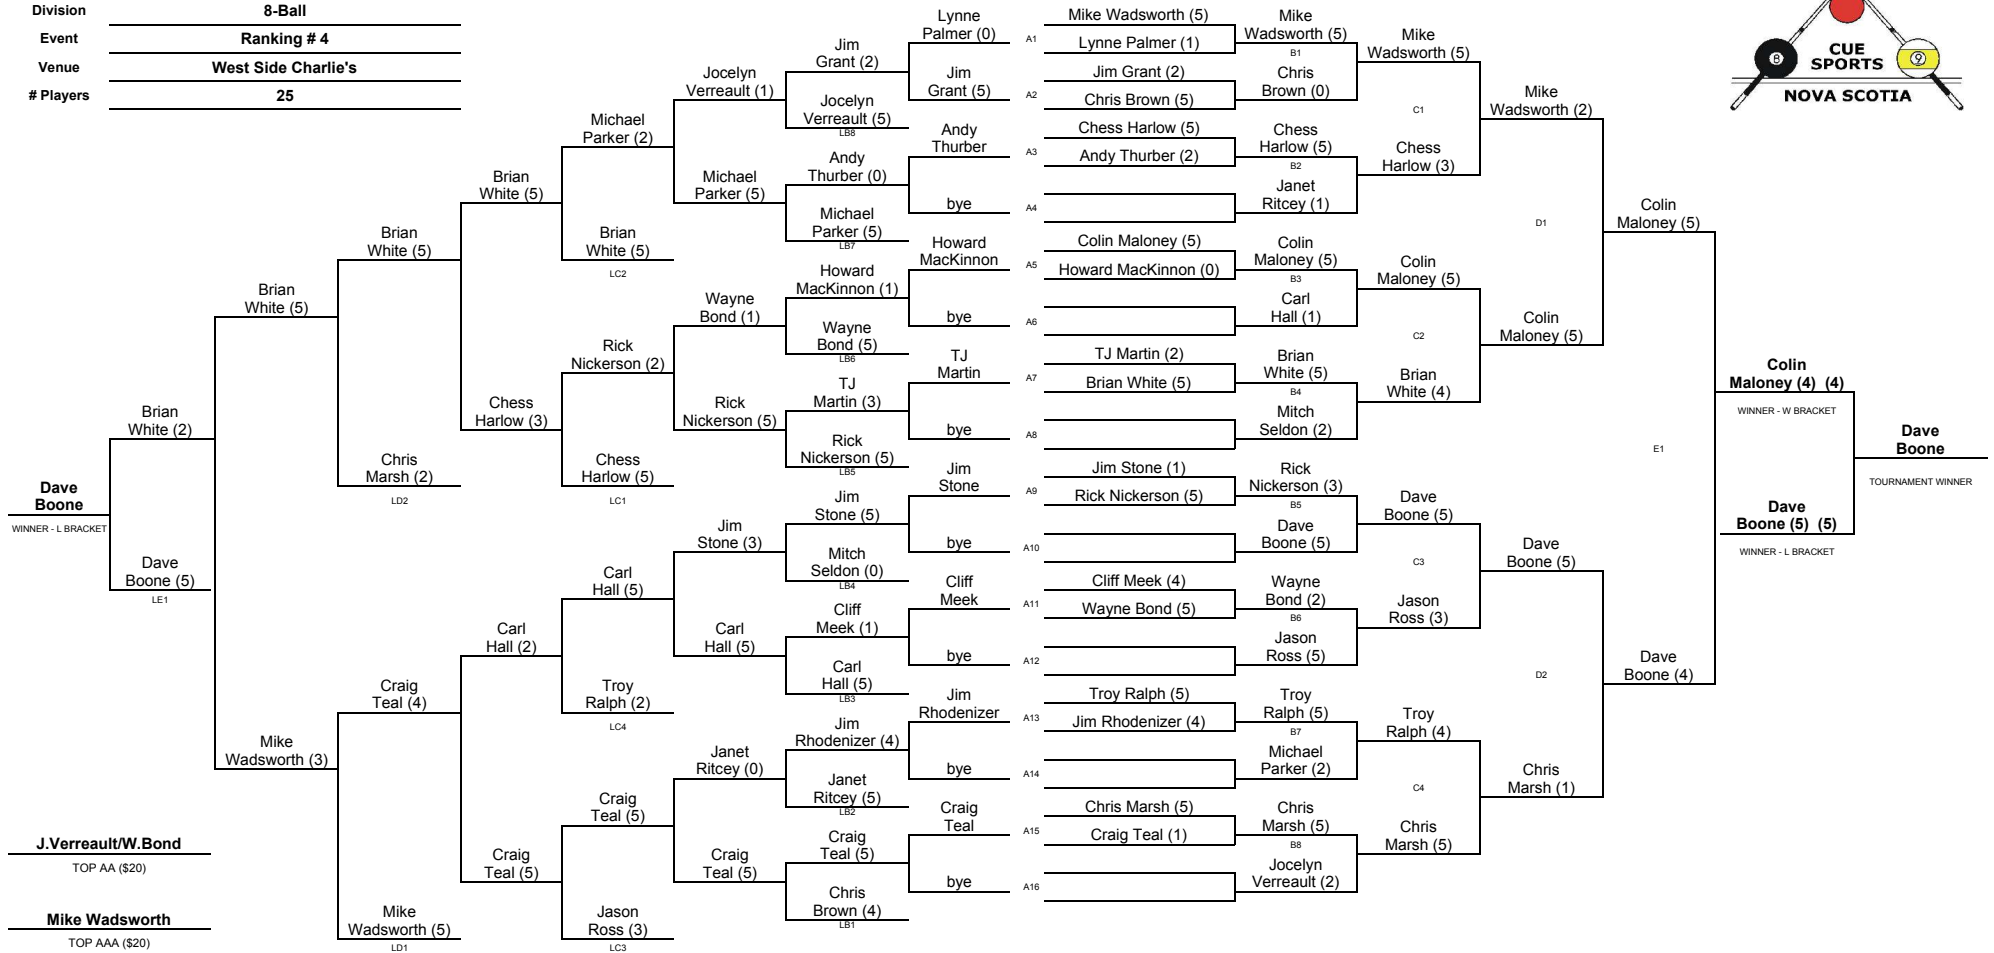 Division 8-Ball
Event Ranking # 4
Venue West Side Charlie's
# Players 25
8
9
CUE
SPORTS
NOVA SCOTIA
Dave
Boone
WINNER - L BRACKET
J.Verreault/W.Bond
TOP AA ($20)
Mike Wadsworth
TOP AAA ($20)
Brian
White (2)
Dave
Boone (5)
LE1
Brian
White (5)
Mike
Wadsworth (3)
Brian
White (5)
Chris
Marsh (2)
LD2
Craig
Teal (4)
Mike
Wadsworth (5)
LD1
Brian
White (5)
Chess
Harlow (3)
Carl
Hall (2)
Craig
Teal (5)
Michael
Parker (2)
Brian
White (5)
LC2
Rick
Nickerson (2)
Chess
Harlow (5)
LC1
Carl
Hall (5)
Troy
Ralph (2)
LC4
Craig
Teal (5)
Jason
Ross (3)
LC3
Jocelyn
Verreault (1)
Michael
Parker (5)
Wayne
Bond (1)
Rick
Nickerson (5)
Jim
Stone (3)
Carl
Hall (5)
Janet
Ritcey (0)
Craig
Teal (5)
Jim
Grant (2)
Jocelyn
Verreault (5)
LB8
Andy
Thurber (0)
Michael
Parker (5)
LB7
Howard
MacKinnon (1)
Wayne
Bond (5)
LB6
TJ
Martin (3)
Rick
Nickerson (5)
LB5
Jim
Stone (5)
Mitch
Seldon (0)
LB4
Cliff
Meek (1)
Carl
Hall (5)
LB3
Jim
Rhodenizer (4)
Janet
Ritcey (5)
LB2
Craig
Teal (5)
Chris
Brown (4)
LB1
Lynne
Palmer (0)
Jim
Grant (5)
Andy
Thurber
bye
Howard
MacKinnon
bye
TJ
Martin
bye
Jim
Stone
bye
Cliff
Meek
bye
Jim
Rhodenizer
bye
Craig
Teal
bye
A1
A2
A3
A4
A5
A6
A7
A8
A9
A10
A11
A12
A13
A14
A15
A16
Mike Wadsworth (5)
Lynne Palmer (1)
Jim Grant (2)
Chris Brown (5)
Chess Harlow (5)
Andy Thurber (2)
Colin Maloney (5)
Howard MacKinnon (0)
TJ Martin (2)
Brian White (5)
Jim Stone (1)
Rick Nickerson (5)
Cliff Meek (4)
Wayne Bond (5)
Troy Ralph (5)
Jim Rhodenizer (4)
Chris Marsh (5)
Craig Teal (1)
Mike
Wadsworth (5)
B1
Chris
Brown (0)
Chess
Harlow (5)
B2
Janet
Ritcey (1)
Colin
Maloney (5)
B3
Carl
Hall (1)
Brian
White (5)
B4
Mitch
Seldon (2)
Rick
Nickerson (3)
B5
Dave
Boone (5)
Wayne
Bond (2)
B6
Jason
Ross (5)
Troy
Ralph (5)
B7
Michael
Parker (2)
Chris
Marsh (5)
B8
Jocelyn
Verreault (2)
Mike
Wadsworth (5)
C1
Chess
Harlow (3)
Colin
Maloney (5)
C2
Brian
White (4)
Dave
Boone (5)
C3
Jason
Ross (3)
Troy
Ralph (4)
C4
Chris
Marsh (5)
Mike
Wadsworth (2)
D1
Colin
Maloney (5)
Dave
Boone (5)
D2
Chris
Marsh (1)
Colin
Maloney (5)
E1
Dave
Boone (4)
Colin
Maloney (4) (4)
WINNER - W BRACKET
Dave
Boone (5) (5)
WINNER - L BRACKET
Dave
Boone
TOURNAMENT WINNER